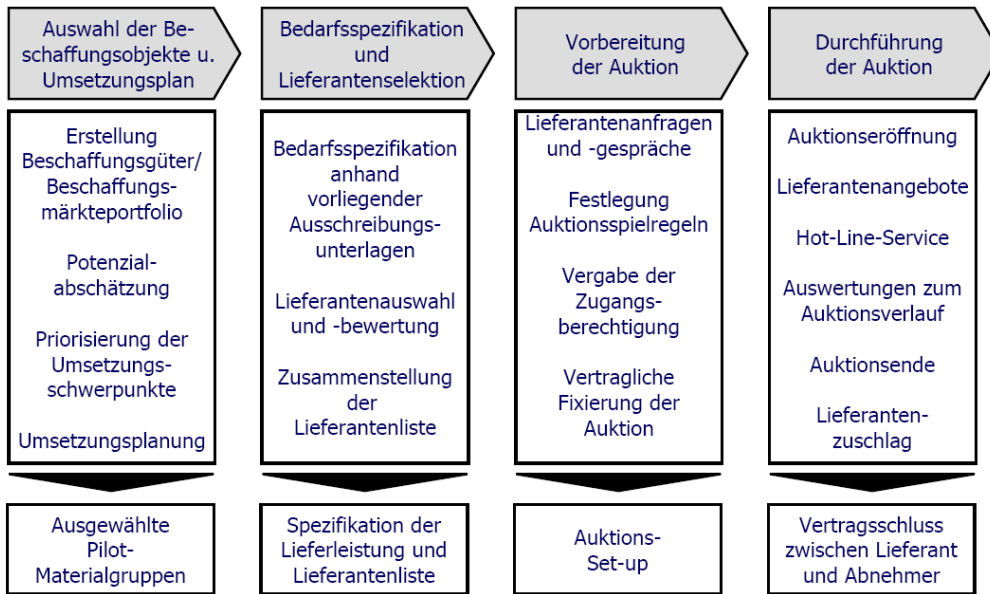 Auswahl der Be-
schaffungsobjekte u.
Umsetzungsplan
Bedarfsspezifikation
und
Lieferantenselektion
Vorbereitung
der Auktion
Durchführung
der Auktion
Erstellung
Beschaffungsgüter/
Beschaffungs-
märkteportfolio
Potenzial-
abschätzung
Priorisierung der
Umsetzungs-
schwerpunkte
Umsetzungsplanung
Bedarfsspezifikation
anhand
vorliegender
Ausschreibungs-
unterlagen
Lieferantenauswahl
und -bewertung
Zusammenstellung
der
Lieferantenliste
Lieferantenanfragen
und -gespräche
Festlegung
Auktionsspielregeln
Vergabe der
Zugangs-
berechtigung
Vertragliche
Fixierung der
Auktion
Auktionseröffnung
Lieferantenangebote
Hot-Line-Service
Auswertungen zum
Auktionsverlauf
Auktionsende
Lieferanten-
zuschlag
Ausgewählte
Pilot-
Materialgruppen
Spezifikation der
Lieferleistung und
Lieferantenliste
Auktions-
Set-up
Vertragsschluss
zwischen Lieferant
und Abnehmer